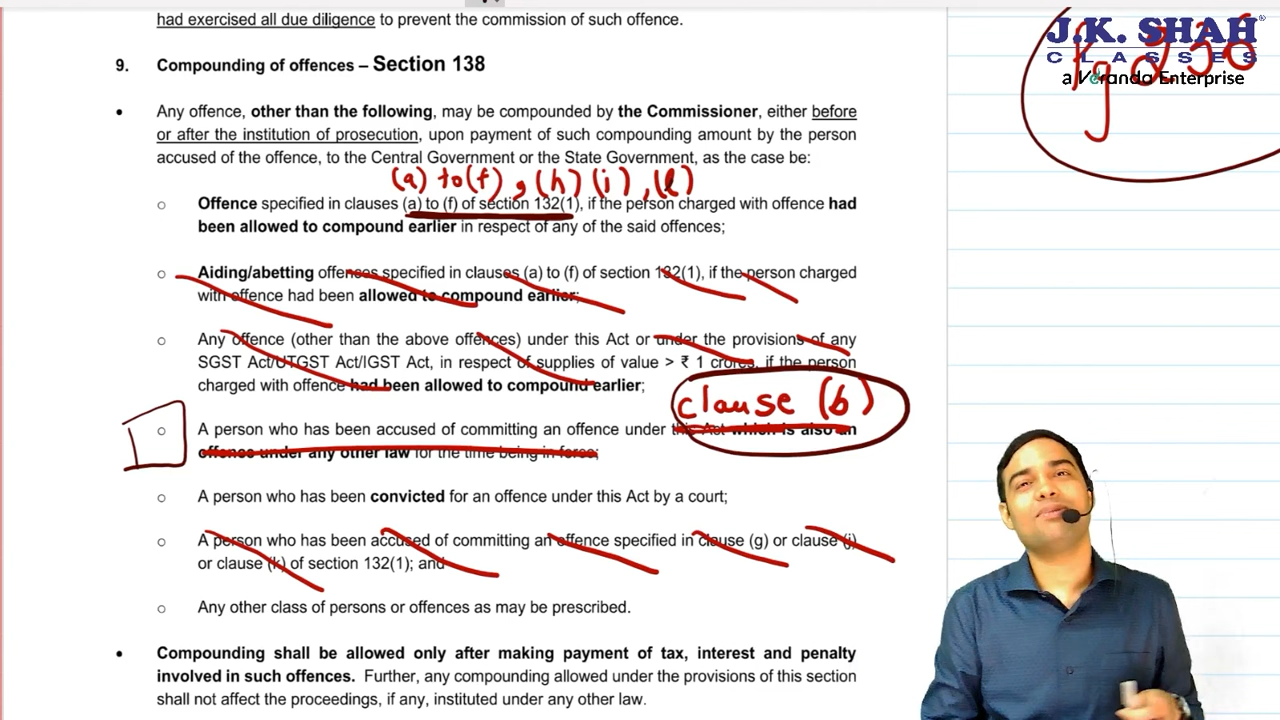 had exercised all due diligence to prevent the commission of such offence.
J.K. SHAH®
CLASSES
a Veranda Enterprise
Pg 236
9. Compounding of offences – Section 138
• Any offence, other than the following, may be compounded by the Commissioner, either before
or after the institution of prosecution, upon payment of such compounding amount by the person
accused of the offence, to the Central Government or the State Government, as the case be:
(a) to (f), (h) (i), (l)
○ Offence specified in clauses (a) to (f) of section 132(1), if the person charged with offence had
been allowed to compound earlier in respect of any of the said offences;
○ Aiding/abetting offences specified in clauses (a) to (f) of section 132(1), if the person charged
with offence had been allowed to compound earlier;
○ Any offence (other than the above offences) under this Act or under the provisions of any
SGST Act/UTGST Act/IGST Act, in respect of supplies of value > ₹ 1 crores, if the person
charged with offence had been allowed to compound earlier;
clause (b)
○ A person who has been accused of committing an offence under this Act which is also an
offence under any other law for the time being in force;
○ A person who has been convicted for an offence under this Act by a court;
○ A person who has been accused of committing an offence specified in clause (g) or clause (j)
or clause (k) of section 132(1); and
○ Any other class of persons or offences as may be prescribed.
• Compounding shall be allowed only after making payment of tax, interest and penalty
involved in such offences. Further, any compounding allowed under the provisions of this section
shall not affect the proceedings, if any, instituted under any other law.